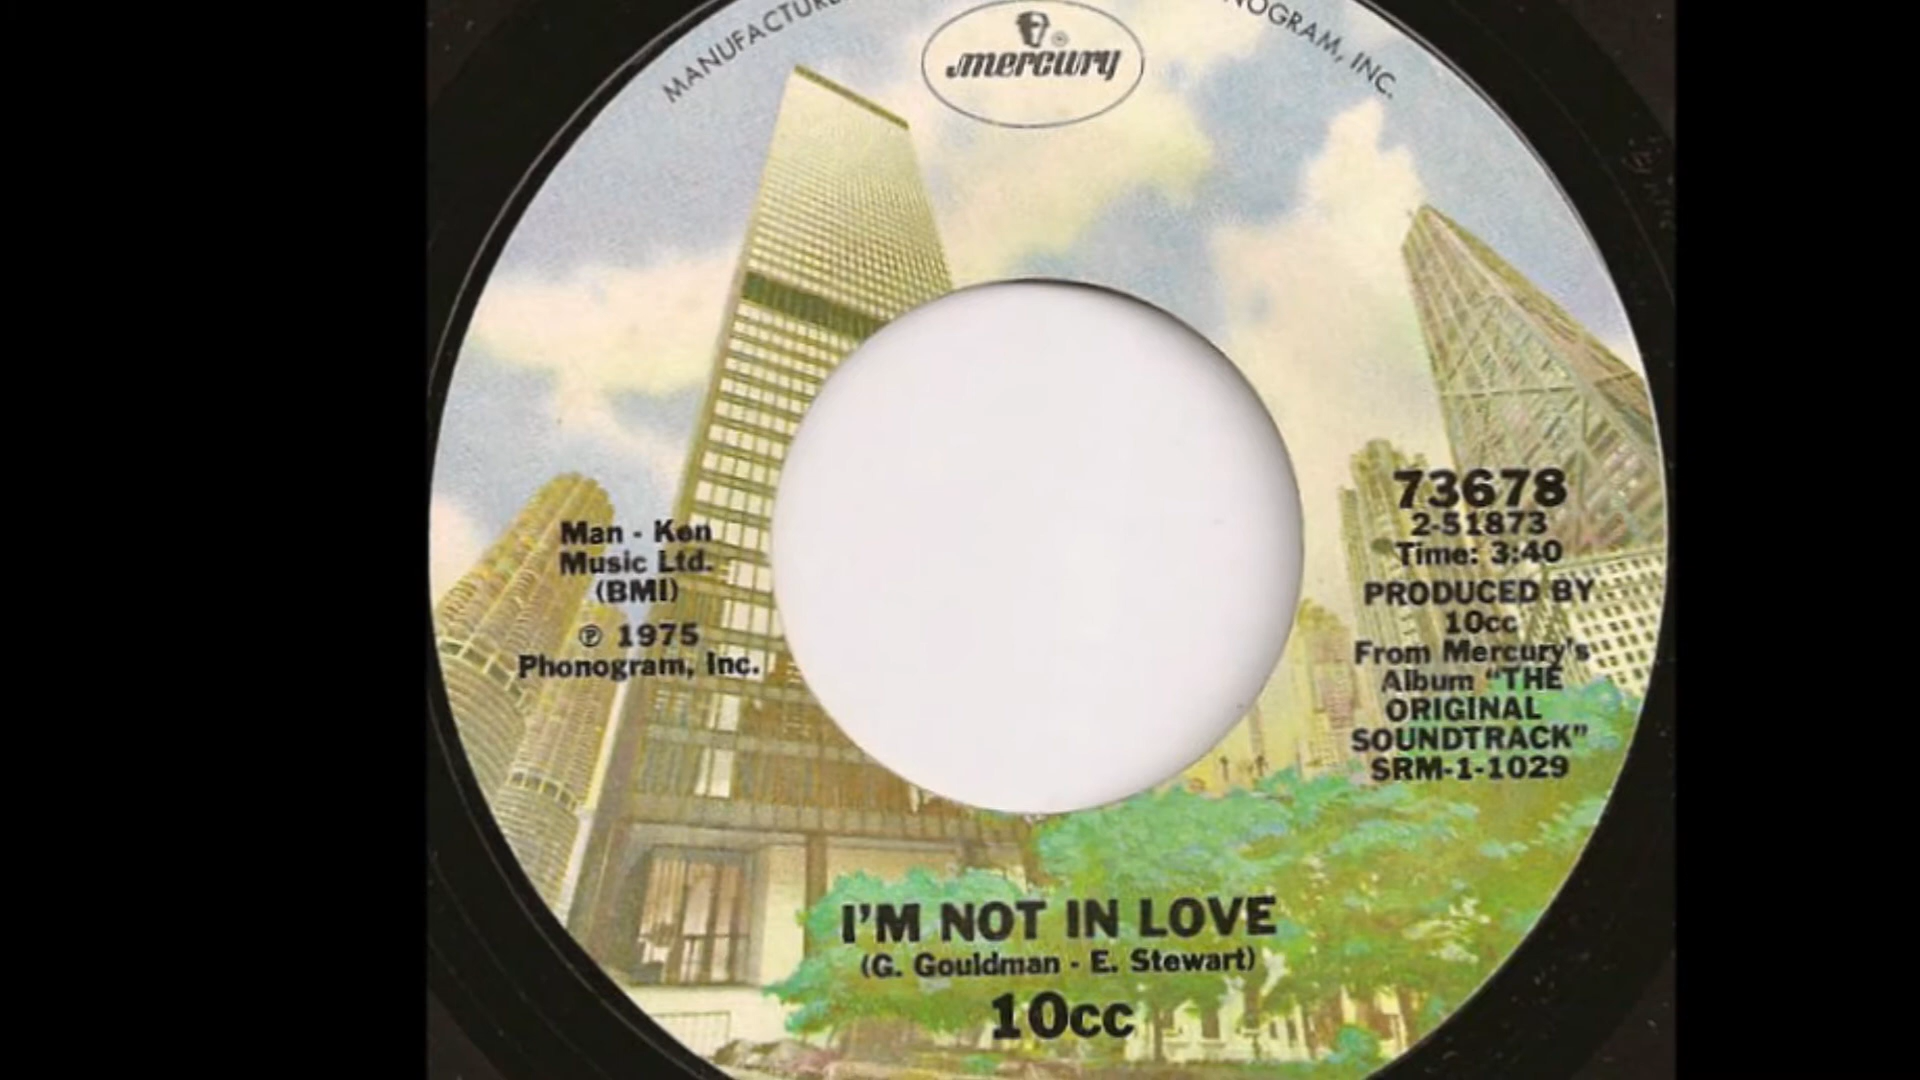 MANUFACTURE
NOGRAM, INC.
mercury
®
Man - Ken
Music Ltd.
(BMI)
℗ 1975
Phonogram, Inc.
73678
2-51873
Time: 3:40
PRODUCED BY
10cc
From Mercury's
Album "THE
ORIGINAL
SOUNDTRACK"
SRM-1-1029
I'M NOT IN LOVE
(G. Gouldman - E. Stewart)
10cc